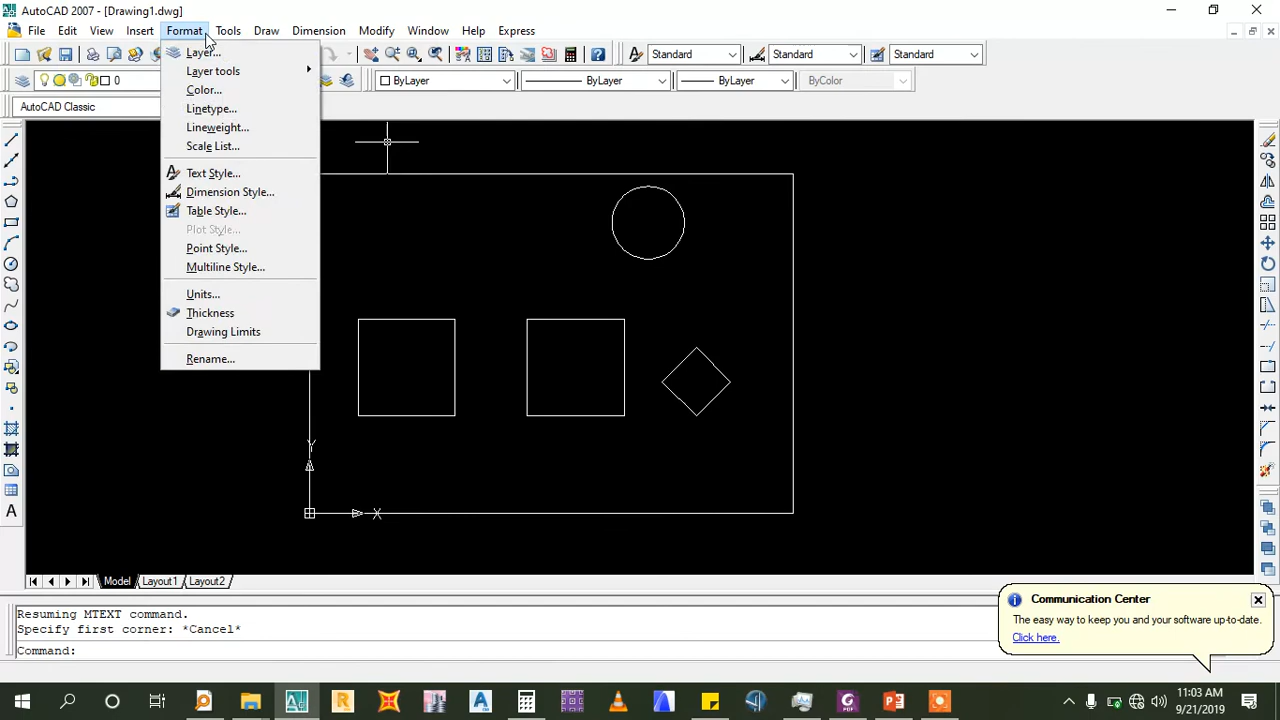 AutoCAD 2007 - [Drawing1.dwg]
File Edit View Insert Format Tools Draw Dimension Modify Window Help Express
Standard Standard Standard
0 ByLayer ByLayer ByLayer ByColor
AutoCAD Classic
Layer...
Layer tools
Color...
Linetype...
Lineweight...
Scale List...
Text Style...
Dimension Style...
Table Style...
Plot Style...
Point Style...
Multiline Style...
Units...
Thickness
Drawing Limits
Rename...
Y
X
A
Model Layout1 Layout2
Resuming MTEXT command.
Specify first corner: *Cancel*
Command:
Communication Center
The easy way to keep you and your software up-to-date.
Click here.
11:03 AM
9/21/2019